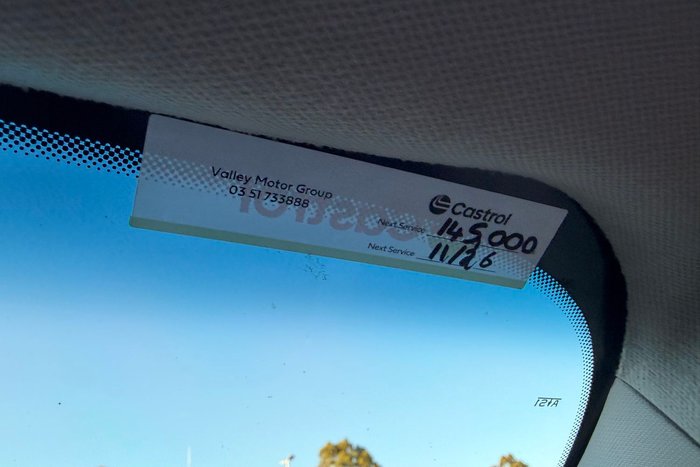 Valley Motor Group
03 51 733888
Castrol
Next Service 145000
Next Service 11/26